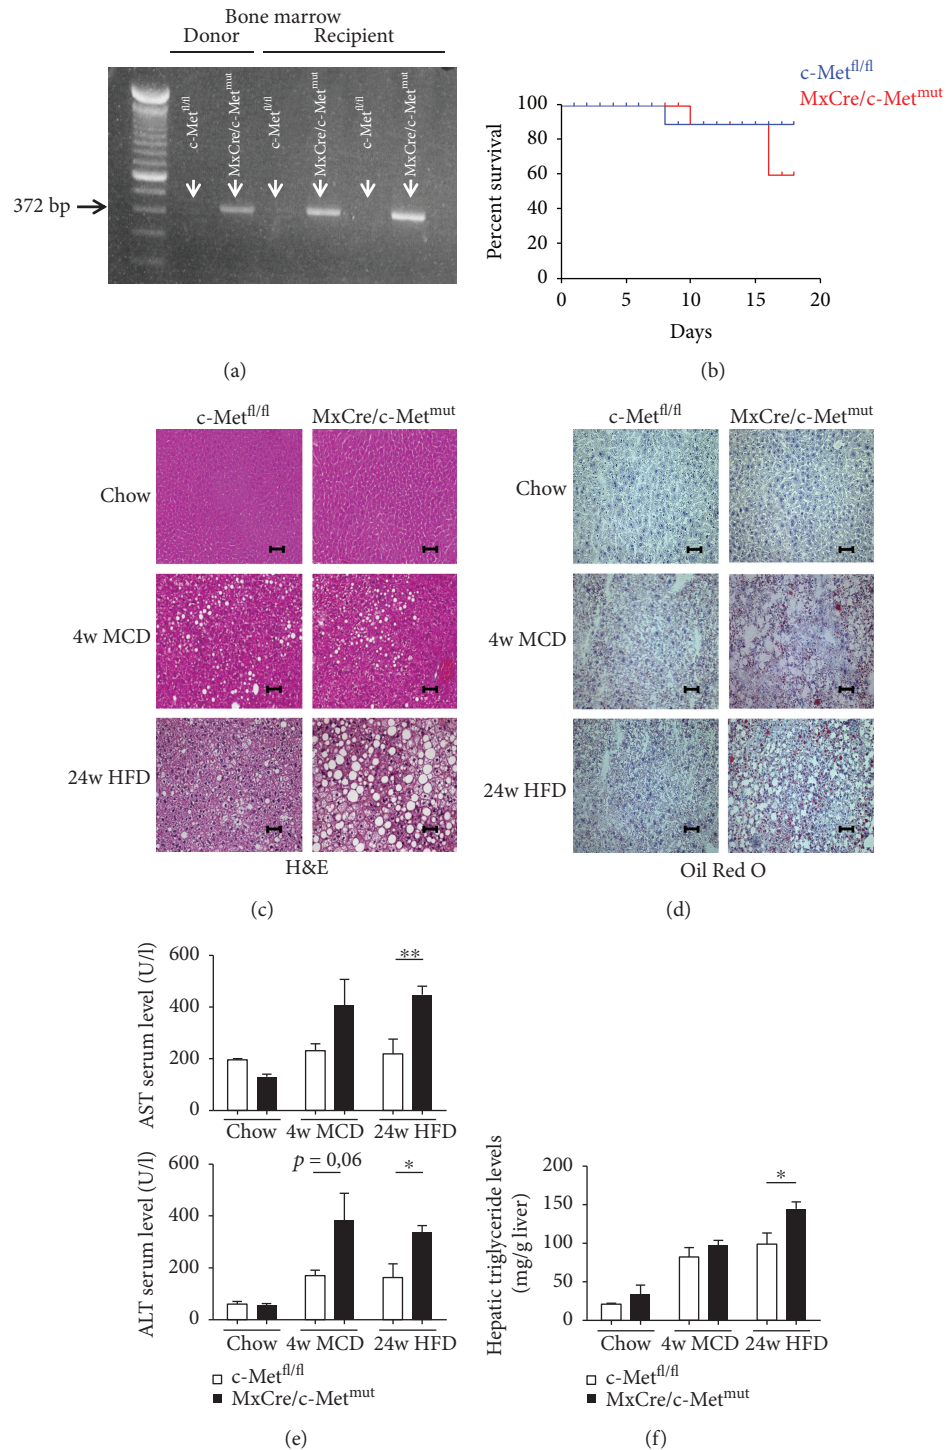 Bone marrow
Donor Recipient
c-Met^fl/fl
MxCre/c-Met^mut
c-Met^fl/fl
MxCre/c-Met^mut
c-Met^fl/fl
MxCre/c-Met^mut
372 bp
(a)
c-Met^fl/fl
MxCre/c-Met^mut
Percent survival
100
80
60
40
20
0
0 5 10 15 20
Days
(b)
c-Met^fl/fl MxCre/c-Met^mut
Chow
4w MCD
24w HFD
H&E
(c)
c-Met^fl/fl MxCre/c-Met^mut
Chow
4w MCD
24w HFD
Oil Red O
(d)
AST serum level (U/l)
600
400
200
0
**
Chow 4w MCD 24w HFD
ALT serum level (U/l)
600
400
200
0
p = 0,06
*
Chow 4w MCD 24w HFD
c-Met^fl/fl
MxCre/c-Met^mut
(e)
Hepatic triglyceride levels
(mg/g liver)
200
150
100
50
0
*
Chow 4w MCD 24w HFD
c-Met^fl/fl
MxCre/c-Met^mut
(f)